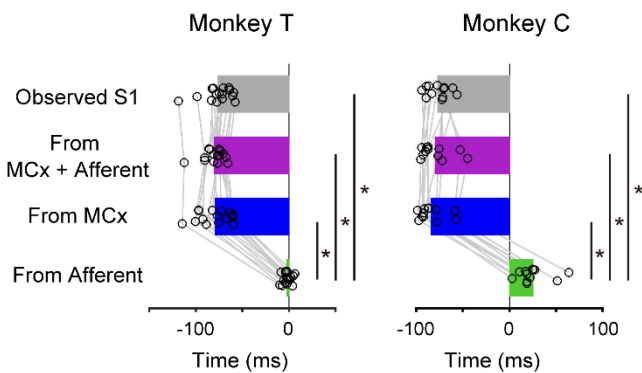 Monkey T
Monkey C
Observed S1
From
MCx + Afferent
From MCx
From Afferent
*
*
*
*
*
*
-100
0
-100
0
100
Time (ms)
Time (ms)